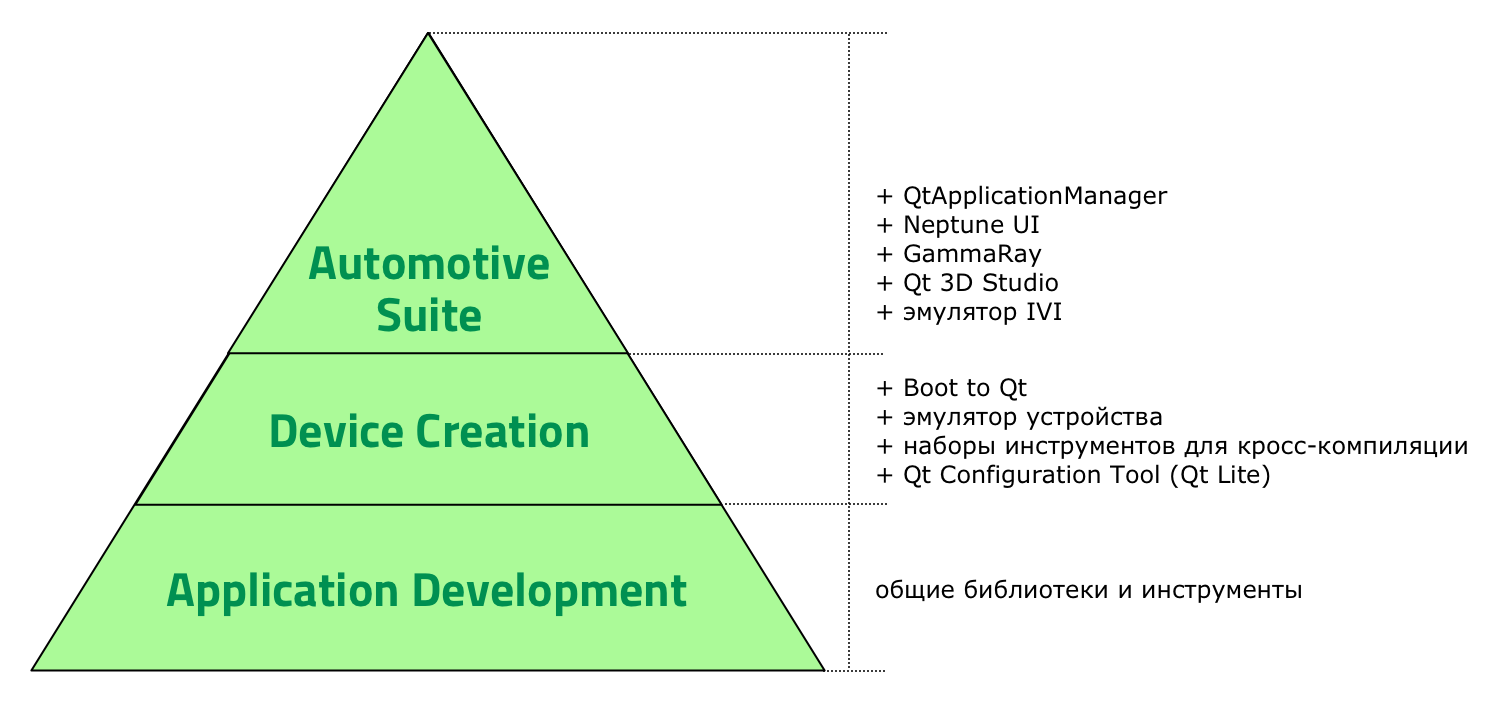 Automotive
Suite
+ QtApplicationManager
+ Neptune UI
+ GammaRay
+ Qt 3D Studio
+ эмулятор IVI
Device Creation
+ Boot to Qt
+ эмулятор устройства
+ наборы инструментов для кросс-компиляции
+ Qt Configuration Tool (Qt Lite)
Application Development
общие библиотеки и инструменты